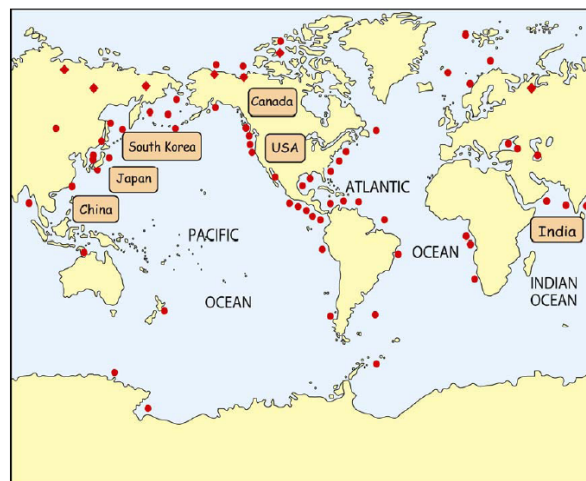 Canada
South Korea
USA
Japan
ATLANTIC
China
India
PACIFIC
OCEAN
INDIAN
OCEAN
OCEAN